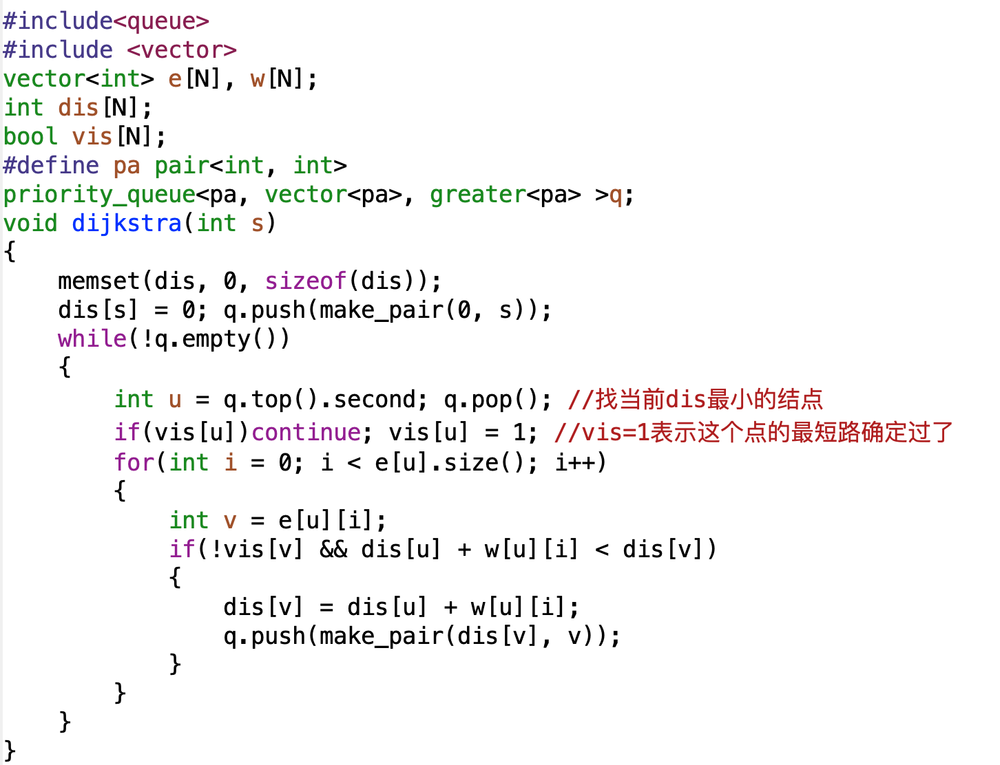 #include<queue>
#include <vector>
vector<int> e[N], w[N];
int dis[N];
bool vis[N];
#define pa pair<int, int>
priority_queue<pa, vector<pa>, greater<pa> >q;
void dijkstra(int s)
{
    memset(dis, 0, sizeof(dis));
    dis[s] = 0; q.push(make_pair(0, s));
    while(!q.empty())
    {
        int u = q.top().second; q.pop(); //找当前dis最小的结点
        if(vis[u])continue; vis[u] = 1; //vis=1表示这个点的最短路确定过了
        for(int i = 0; i < e[u].size(); i++)
        {
            int v = e[u][i];
            if(!vis[v] && dis[u] + w[u][i] < dis[v])
            {
                dis[v] = dis[u] + w[u][i];
                q.push(make_pair(dis[v], v));
            }
        }
    }
}